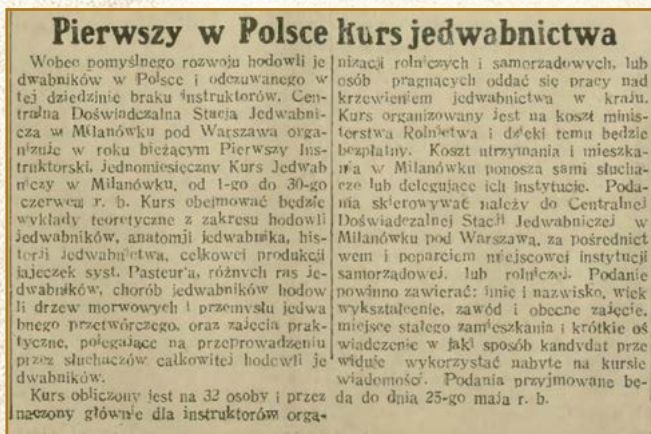 Pierwszy w Polsce kurs jedwabnictwa
Wobec pomyślnego rozwoju hodowli je
dwabników w Polsce i odczuwanego w
tej dziedzinie braku instruktorów, Cen-
tralna Doświadczalna Stacja Jedwabni-
cza w Milanówku pod Warszawa orga-
nizuje w roku bieżącym Pierwszy In-
struktorski, jednomiesięczny Kurs Jedwab
niczy w Milanówku, od 1-go do 30-go
czerwca r. b. Kurs obejmować będzie
wykłady teoretyczne z zakresu hodowli
jedwabników, anatomji jedwabnika, his-
torji jedwabnictwa, celkowej produkcji
jajeczek syst. Pasteur'a, różnych ras je-
dwabników, chorób jedwabników hodow
li drzew morwowych i przemysłu jedwa
bnego przetwórczego, oraz zajęcia prak-
tyczne, polegające na przeprowadzeniu
przez słuchaczów całkowitej hodowli je
dwabników.
Kurs obliczony jest na 32 osoby i przez
naczony głównie dla instruktorów orga-
nizacji rolniczych i samorządowych, lub
osób pragnących oddać się pracy nad
krzewieniem jedwabnictwa w kraju.
Kurs organizowany jest na koszt minis-
terstwa Rolnictwa i dzięki temu będzie
bezpłatny. Koszt utrzymania i mieszka-
nia w Milanówku ponoszą sami słucha-
cze lub delegujące ich instytucje. Poda-
nia skierowywać należy do Centralnej
Doświadczalnej Stacji Jedwabniczej w
Milanówku pod Warszawą, za pośrednict
wem i poparciem miejscowej instytucji
samorządowej, lub rolniczej. Podanie
powinno zawierać: imię i nazwisko, wiek
wykształcenie, zawód i obecne zajęcie,
miejsce stałego zamieszkania i krótkie oś
wiadczenie w jaki sposób kandydat prze
widuje wykorzystać nabyte na kursie
wiadomości. Podania przyjmowane bę-
dą do dnia 25-go maja r. b.